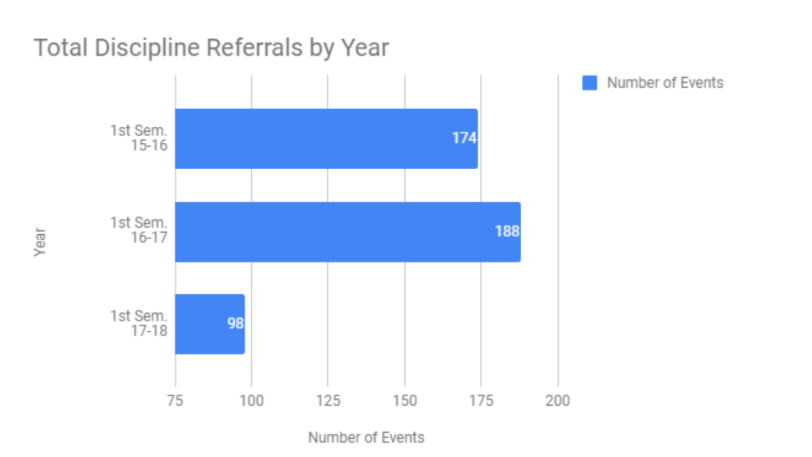 Total Discipline Referrals by Year
Number of Events
1st Sem.
15-16
174
1st Sem.
16-17
188
Year
1st Sem.
17-18
98
75 100 125 150 175 200
Number of Events